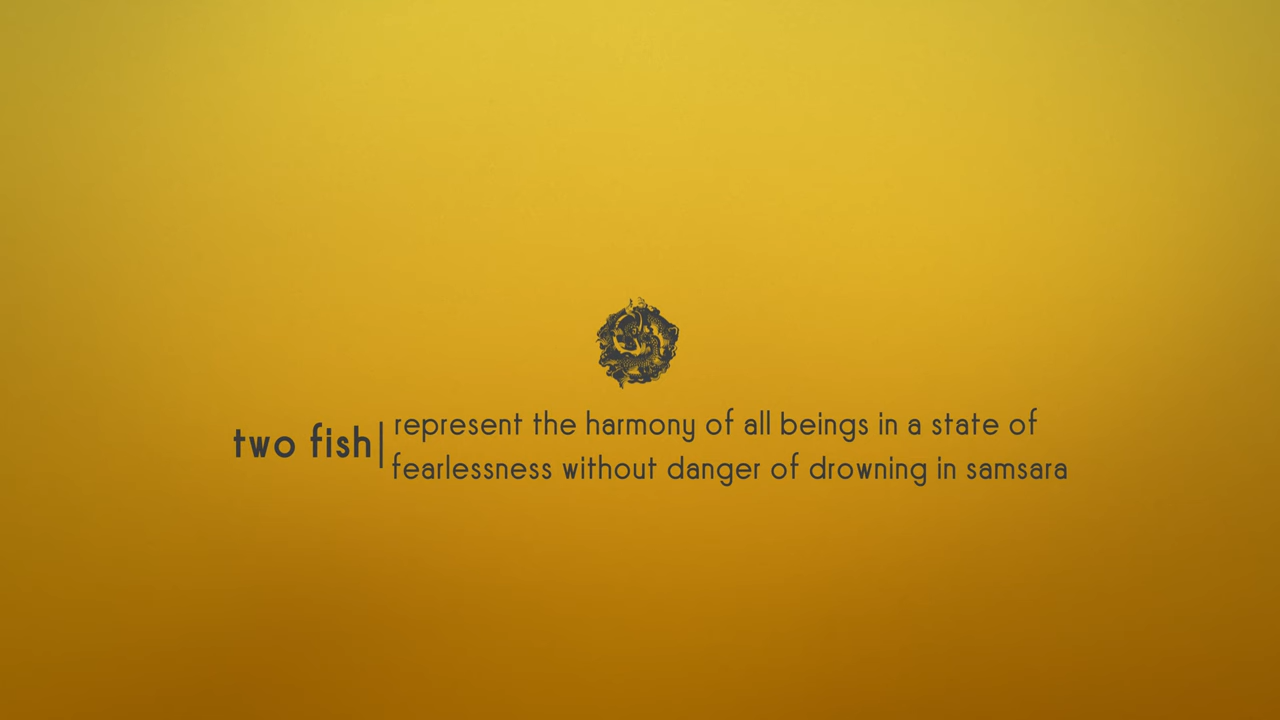 two fish
represent the harmony of all beings in a state of
fearlessness without danger of drowning in samsara